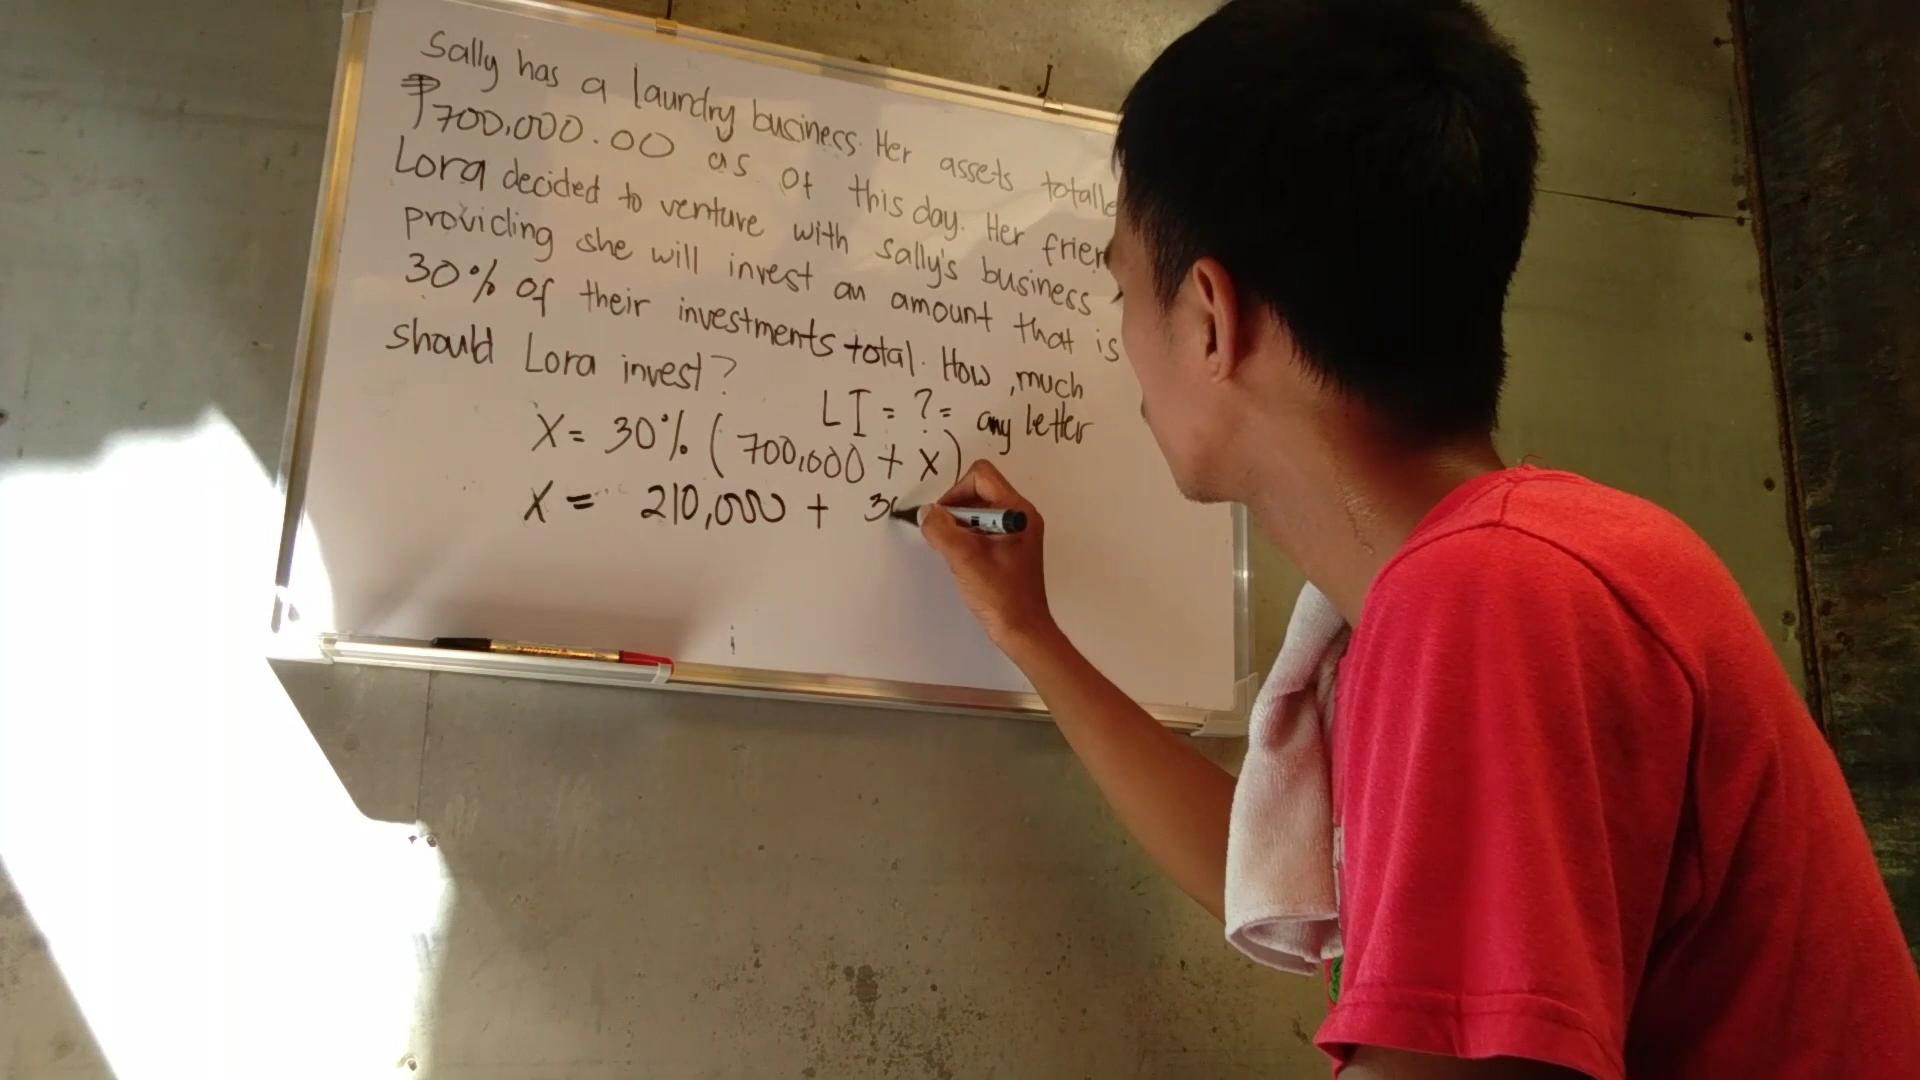 Sally has a laundry business. Her assets totalle
₱700,000.00 as of this day. Her frien
Lora decided to venture with Sally's business
providing she will invest an amount that is
30% of their investments total. How much
should Lora invest?
LI = ? = any letter
X = 30% (700,000 + X)
X = 210,000 + 30